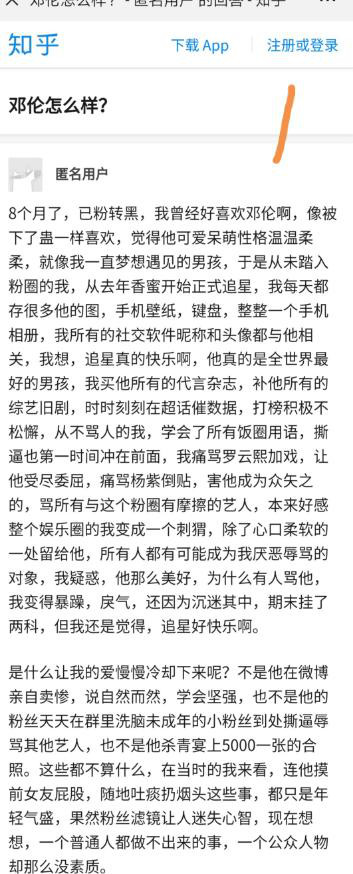 邓伦怎么样？ - 匿名用户 的回答 - 知乎
知乎
下载 App
注册或登录
邓伦怎么样？
匿名用户
8个月了，已粉转黑，我曾经好喜欢邓伦啊，像被
下了蛊一样喜欢，觉得他可爱呆萌性格温温柔
柔，就像我一直梦想遇见的男孩，于是从未踏入
粉圈的我，从去年香蜜开始正式追星，我每天都
存很多他的图，手机壁纸，键盘，整整一个手机
相册，我所有的社交软件昵称和头像都与他相
关，我想，追星真的快乐啊，他真的是全世界最
好的男孩，我买他所有的代言杂志，补他所有的
综艺旧剧，时时刻刻在超话催数据，打榜积极不
松懈，从不骂人的我，学会了所有饭圈用语，撕
逼也第一时间冲在前面，我痛骂罗云熙加戏，让
他受尽委屈，痛骂杨紫倒贴，害他成为众矢之
的，骂所有与这个粉圈有摩擦的艺人，本来好感
整个娱乐圈的我变成一个刺猬，除了心口柔软的
一处留给他，所有人都有可能成为我厌恶辱骂的
对象，我疑惑，他那么美好，为什么有人骂他，
我变得暴躁，戾气，还因为沉迷其中，期末挂了
两科，但我还是觉得，追星好快乐啊。
是什么让我的爱慢慢冷却下来呢？不是他在微博
亲自卖惨，说自然而然，学会坚强，也不是他的
粉丝天天在群里洗脑未成年的小粉丝到处撕逼辱
骂其他艺人，也不是他杀青宴上5000一张的合
照。这些都不算什么，在当时的我来看，连他摸
前女友屁股，随地吐痰扔烟头这些事，都只是年
轻气盛，果然粉丝滤镜让人迷失心智，现在想
想，一个普通人都做不出来的事，一个公众人物
却那么没素质。